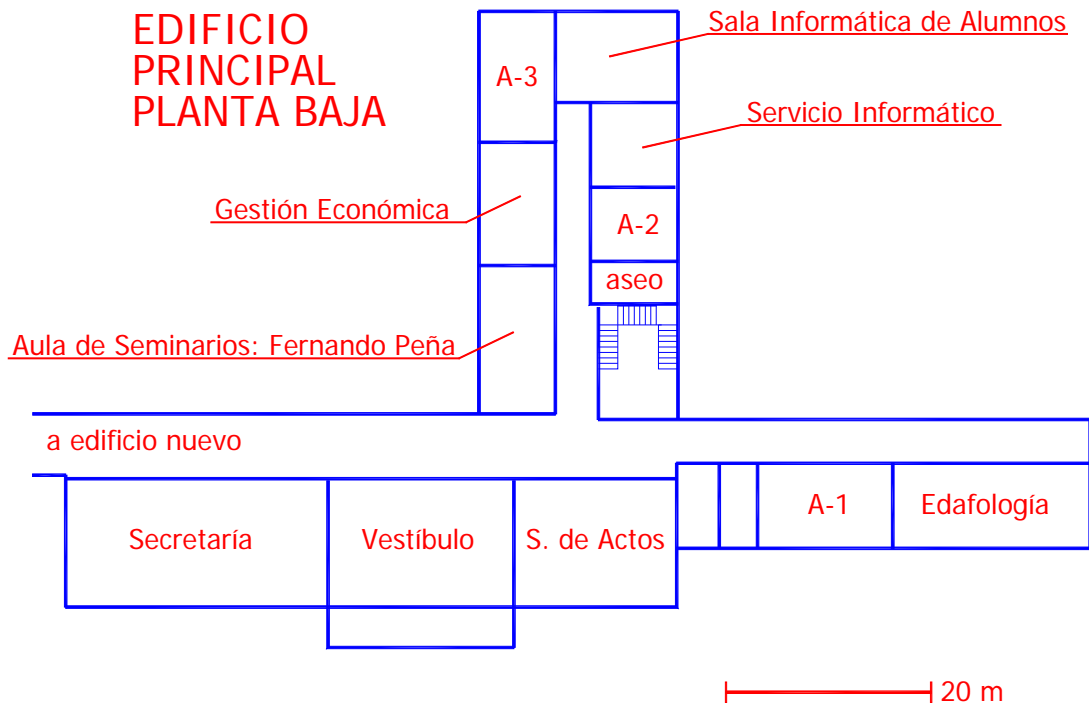 EDIFICIO
PRINCIPAL
PLANTA BAJA
Sala Informática de Alumnos
A-3
Servicio Informático
Gestión Económica
A-2
aseo
Aula de Seminarios: Fernando Peña
a edificio nuevo
Secretaría
Vestíbulo
S. de Actos
A-1
Edafología
20 m